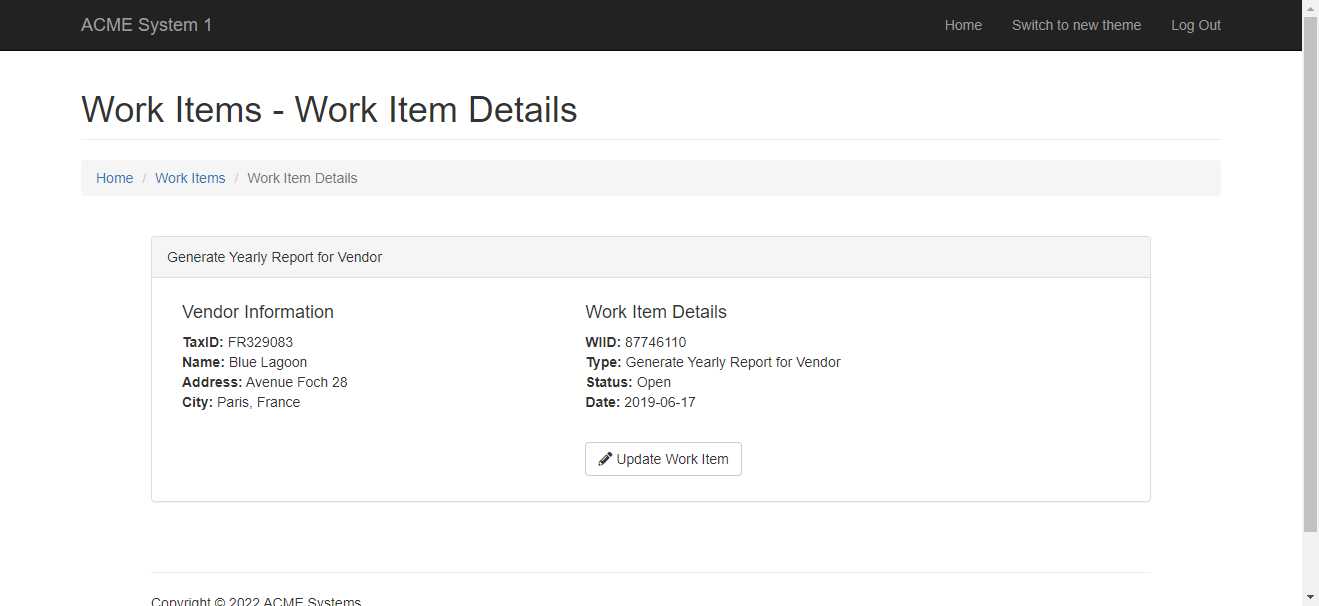 ACME System 1 Home Switch to new theme Log Out
Work Items - Work Item Details
Home / Work Items / Work Item Details
Generate Yearly Report for Vendor
Vendor Information
TaxID: FR329083
Name: Blue Lagoon
Address: Avenue Foch 28
City: Paris, France
Work Item Details
WIID: 87746110
Type: Generate Yearly Report for Vendor
Status: Open
Date: 2019-06-17
Update Work Item
Copyright © 2022 ACME Systems